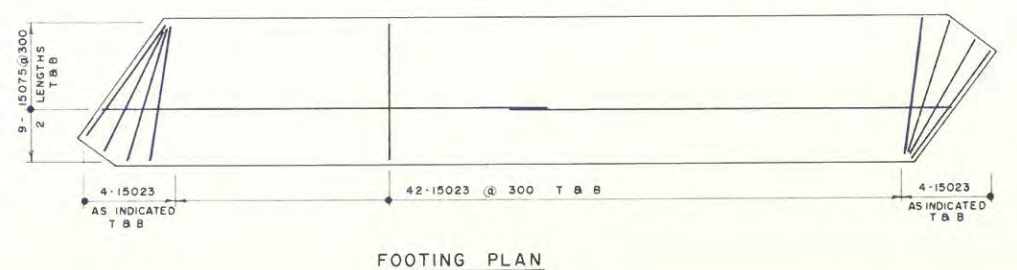 9- 15075@300
2 LENGTHS
T&B
4-15023
AS INDICATED
T & B
42-15023 @ 300 T & B
4-15023
AS INDICATED
T & B
FOOTING PLAN